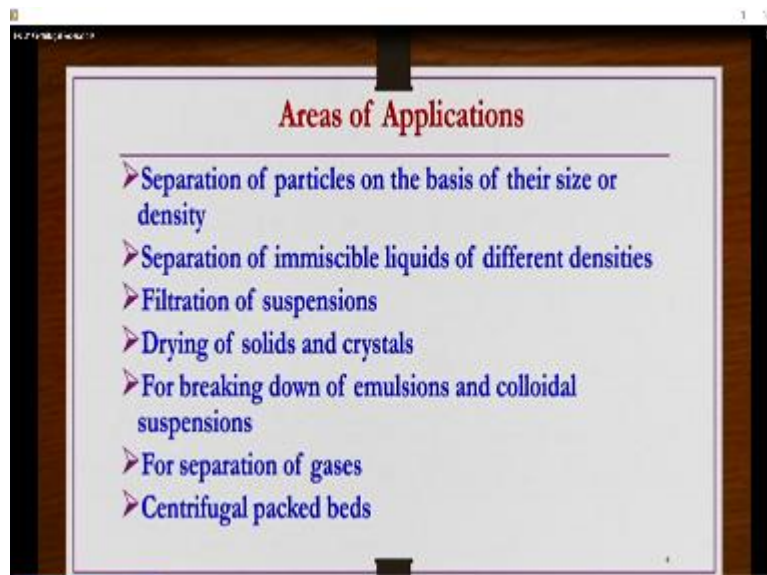 Areas of Applications
➢Separation of particles on the basis of their size or
density
➢Separation of immiscible liquids of different densities
➢Filtration of suspensions
➢Drying of solids and crystals
➢For breaking down of emulsions and colloidal
suspensions
➢For separation of gases
➢Centrifugal packed beds